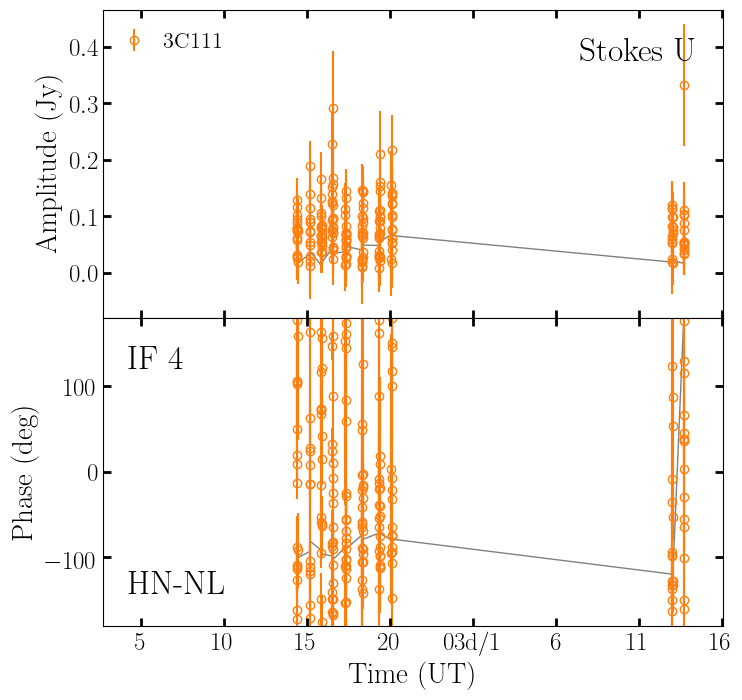 3C111
Stokes U
Amplitude (Jy)
0.4
0.3
0.2
0.1
0.0
IF 4
HN-NL
Phase (deg)
100
0
−100
5
10
15
20
03d/1
6
11
16
Time (UT)